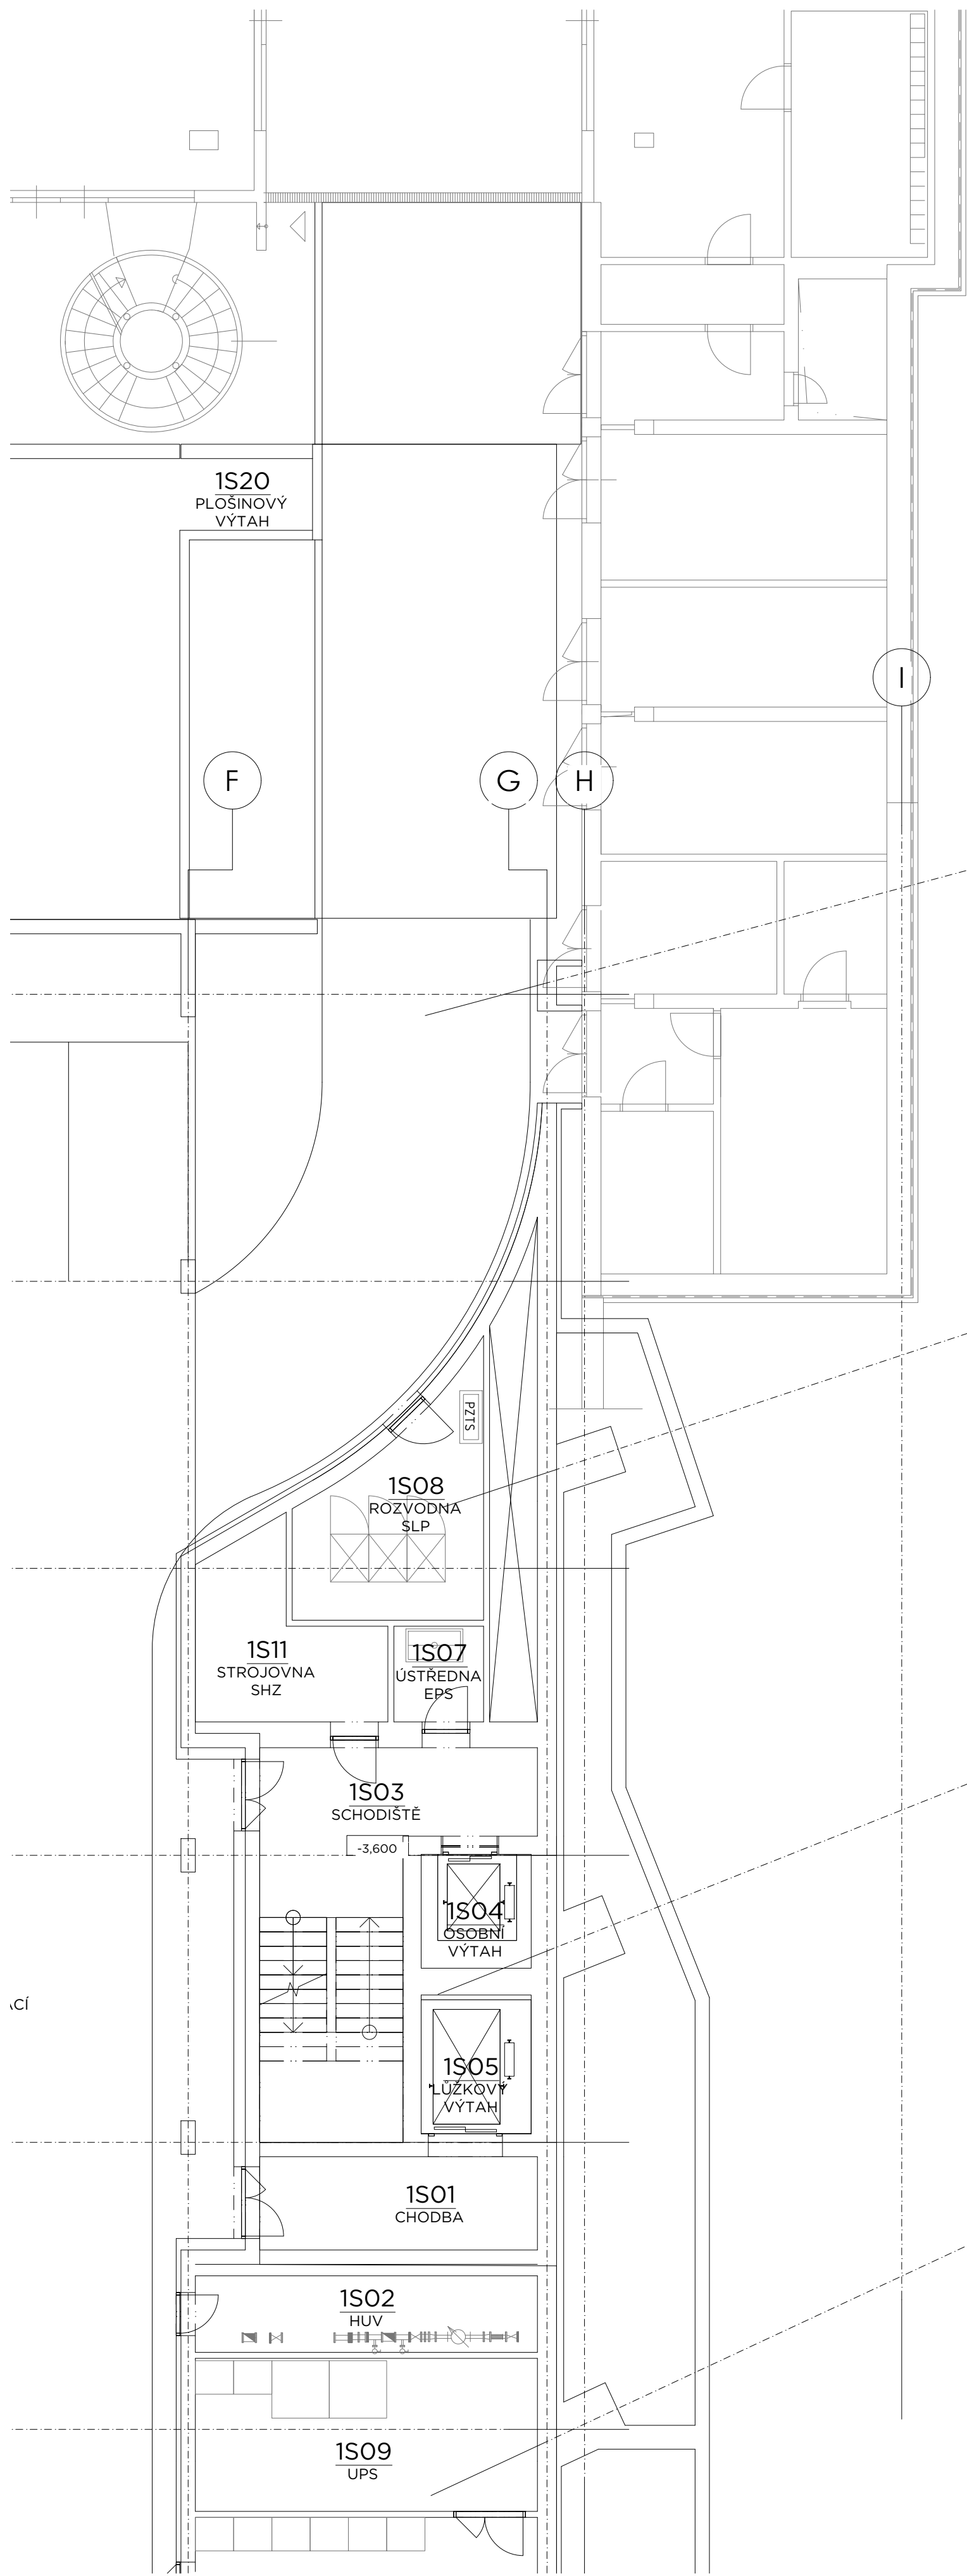 1S20
PLOŠINOVÝ
VÝTAH
I
F
G
H
PZTS
1S08
ROZVODNA
SLP
1S11
STROJOVNA
SHZ
1S07
ÚSTŘEDNA
EPS
1S03
SCHODIŠTĚ
-3,600
1S04
OSOBNÍ
VÝTAH
ACÍ
1S05
LŮŽKOVÝ
VÝTAH
1S01
CHODBA
1S02
HUV
1S09
UPS